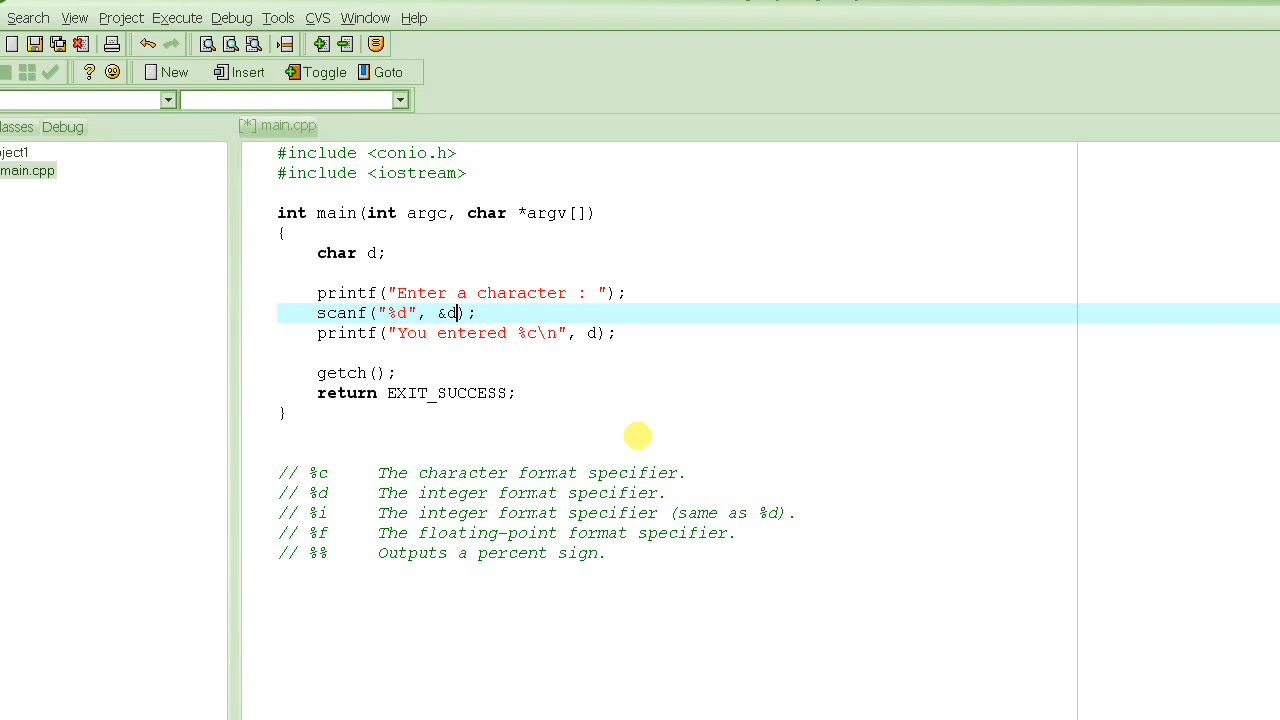 Search View Project Execute Debug Tools CVS Window Help
New Insert Toggle Goto
Debug
[*] main.cpp
main.cpp
#include <conio.h>
#include <iostream>
int main(int argc, char *argv[])
{
char d;
printf("Enter a character : ");
scanf("%d", &d);
printf("You entered %c\n", d);
getch();
return EXIT_SUCCESS;
}
// %c The character format specifier.
// %d The integer format specifier.
// %i The integer format specifier (same as %d).
// %f The floating-point format specifier.
// %% Outputs a percent sign.